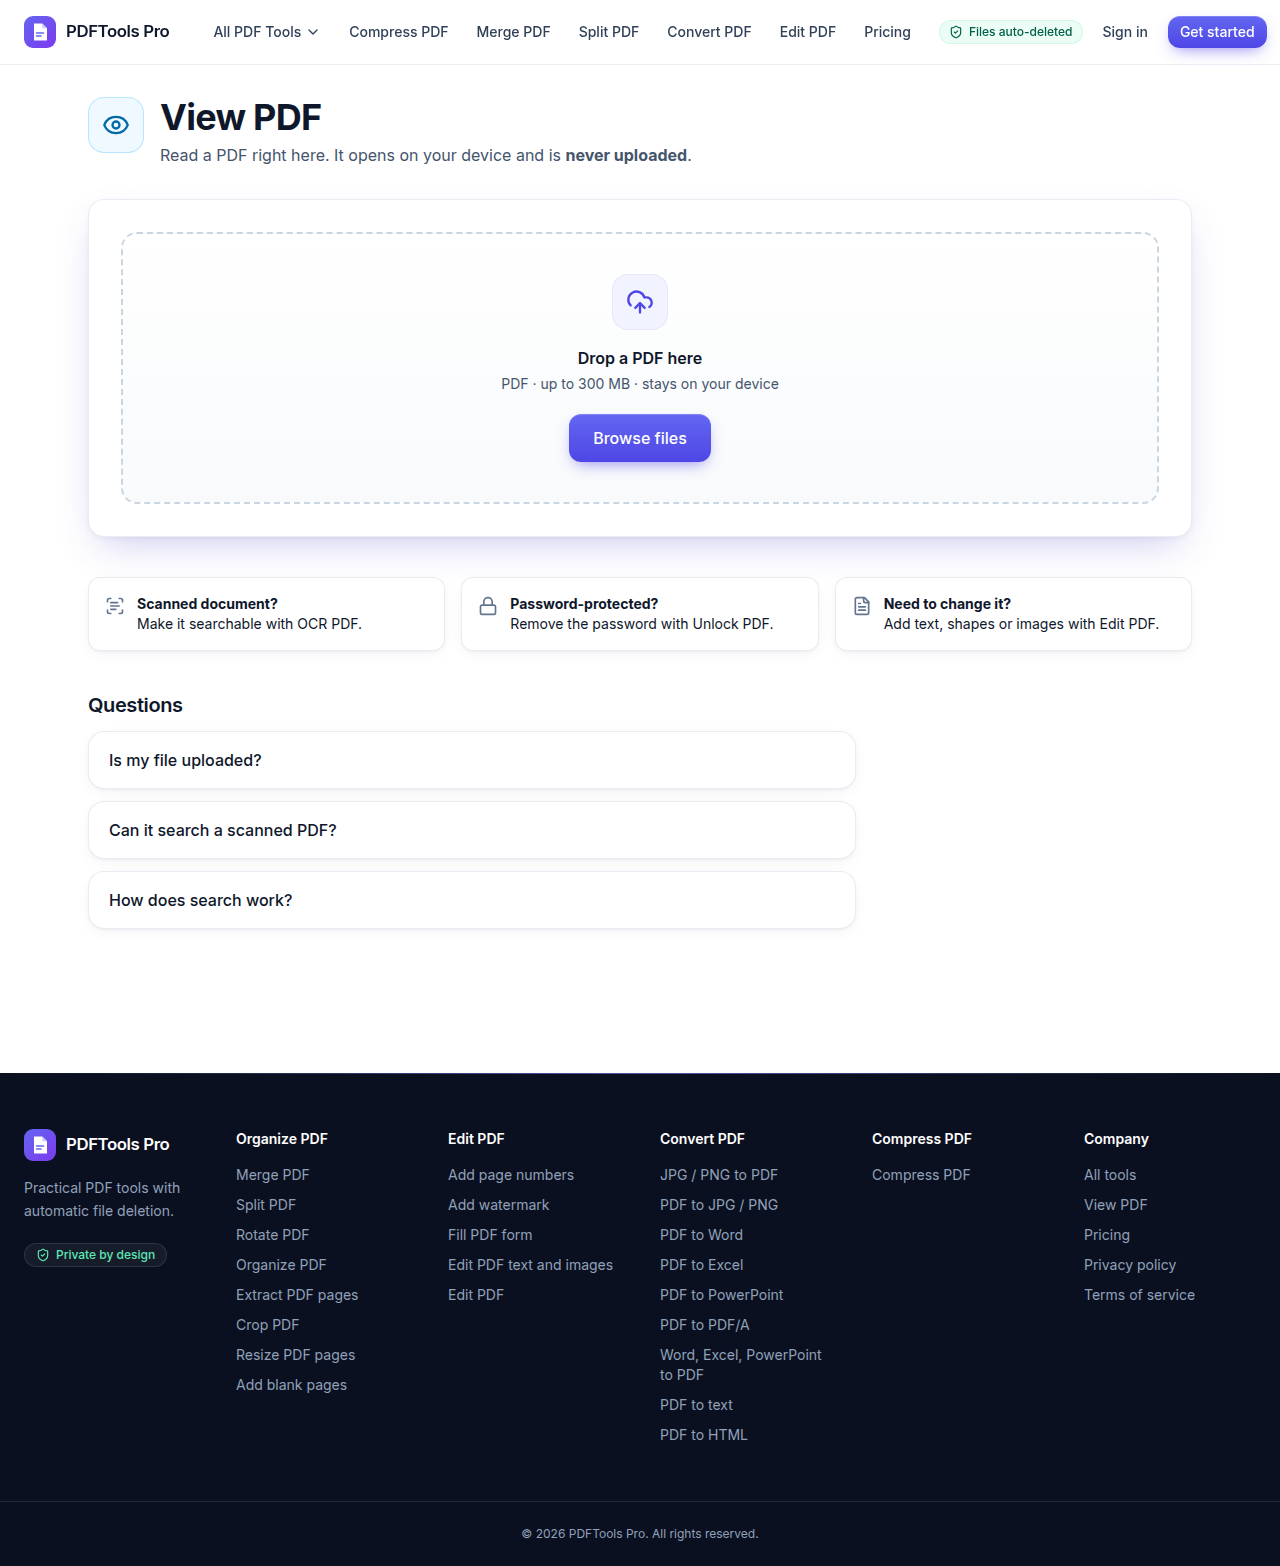 PDFTools Pro
All PDF Tools
Compress PDF
Merge PDF
Split PDF
Convert PDF
Edit PDF
Pricing
Files auto-deleted
Sign in
Get started
View PDF
Read a PDF right here. It opens on your device and is never uploaded.
Drop a PDF here
PDF · up to 300 MB · stays on your device
Browse files
Scanned document?
Make it searchable with OCR PDF.
Password-protected?
Remove the password with Unlock PDF.
Need to change it?
Add text, shapes or images with Edit PDF.
Questions
Is my file uploaded?
Can it search a scanned PDF?
How does search work?
PDFTools Pro
Practical PDF tools with
automatic file deletion.
Private by design
Organize PDF
Merge PDF
Split PDF
Rotate PDF
Organize PDF
Extract PDF pages
Crop PDF
Resize PDF pages
Add blank pages
Edit PDF
Add page numbers
Add watermark
Fill PDF form
Edit PDF text and images
Edit PDF
Convert PDF
JPG / PNG to PDF
PDF to JPG / PNG
PDF to Word
PDF to Excel
PDF to PowerPoint
PDF to PDF/A
Word, Excel, PowerPoint
to PDF
PDF to text
PDF to HTML
Compress PDF
Compress PDF
Company
All tools
View PDF
Pricing
Privacy policy
Terms of service
© 2026 PDFTools Pro. All rights reserved.